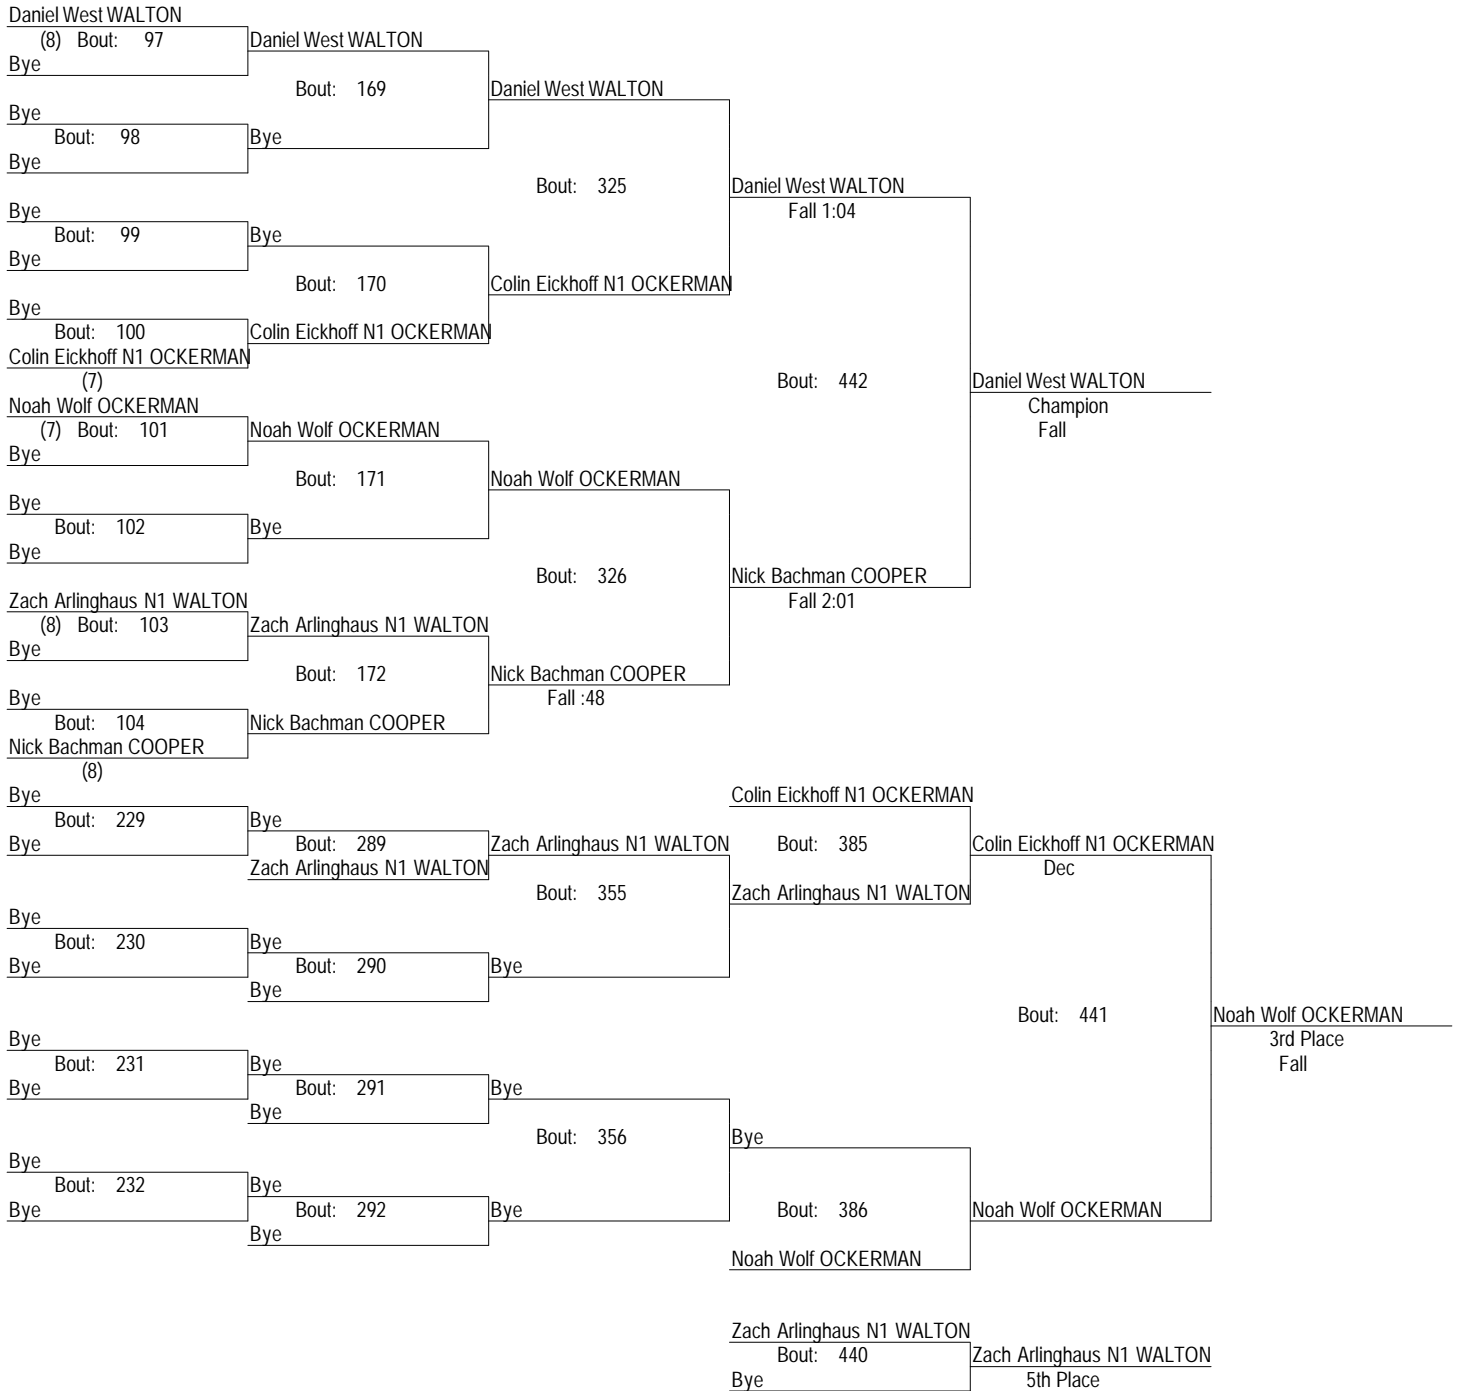 Daniel West WALTON
(8) Bout: 97 Daniel West WALTON
Bye
Bout: 169 Daniel West WALTON
Bye
Bout: 98 Bye
Bye
Bout: 325 Daniel West WALTON
Bye Fall 1:04
Bout: 99 Bye
Bye
Bout: 170 Colin Eickhoff N1 OCKERMAN
Bye
Bout: 100 Colin Eickhoff N1 OCKERMAN
Colin Eickhoff N1 OCKERMAN
(7) Bout: 442 Daniel West WALTON
Noah Wolf OCKERMAN Champion
(7) Bout: 101 Noah Wolf OCKERMAN Fall
Bye
Bout: 171 Noah Wolf OCKERMAN
Bye
Bout: 102 Bye
Bye
Bout: 326 Nick Bachman COOPER
Zach Arlinghaus N1 WALTON Fall 2:01
(8) Bout: 103 Zach Arlinghaus N1 WALTON
Bye
Bout: 172 Nick Bachman COOPER
Bye Fall :48
Bout: 104 Nick Bachman COOPER
Nick Bachman COOPER
(8)
Bye Colin Eickhoff N1 OCKERMAN
Bout: 229 Bye
Bye Bout: 289 Zach Arlinghaus N1 WALTON Bout: 385 Colin Eickhoff N1 OCKERMAN
Zach Arlinghaus N1 WALTON Dec
Bout: 355 Zach Arlinghaus N1 WALTON
Bye
Bout: 230 Bye
Bye Bout: 290 Bye
Bye
Bout: 441 Noah Wolf OCKERMAN
Bye 3rd Place
Bout: 231 Bye Fall
Bye Bout: 291 Bye
Bye
Bout: 356 Bye
Bye
Bout: 232 Bye
Bye Bout: 292 Bye Bout: 386 Noah Wolf OCKERMAN
Bye
Noah Wolf OCKERMAN
Zach Arlinghaus N1 WALTON
Bout: 440 Zach Arlinghaus N1 WALTON
Bye 5th Place